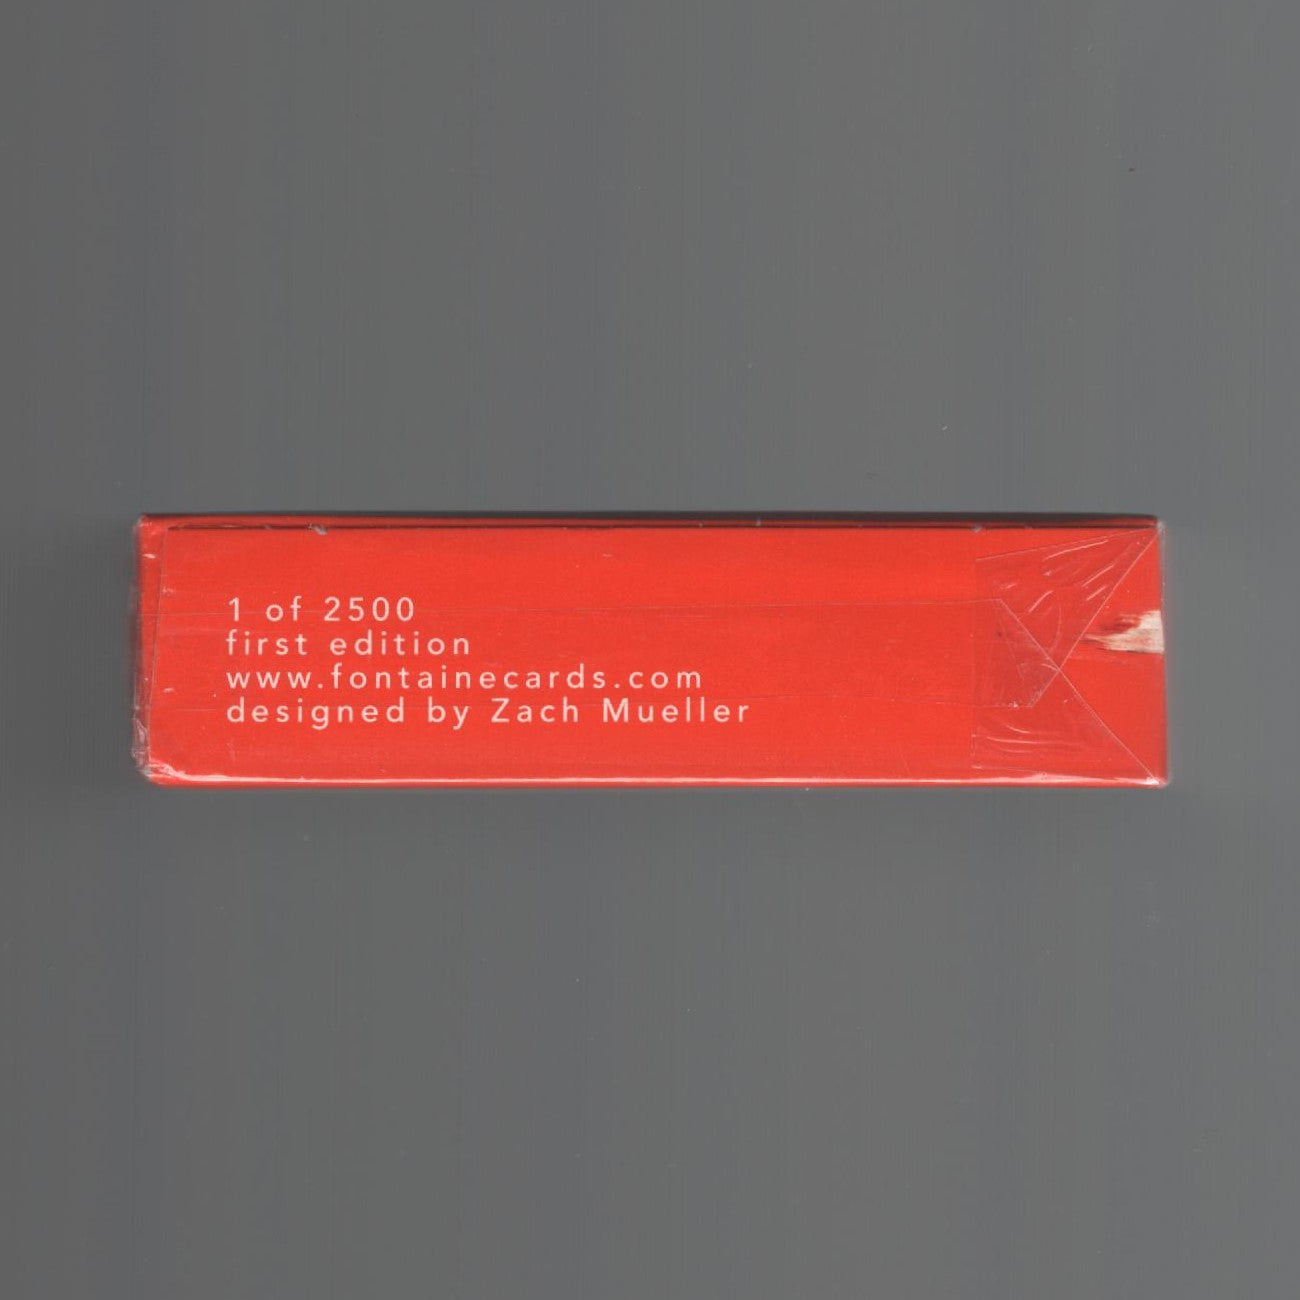 1 of 2500
first edition
www.fontainecards.com
designed by Zach Mueller